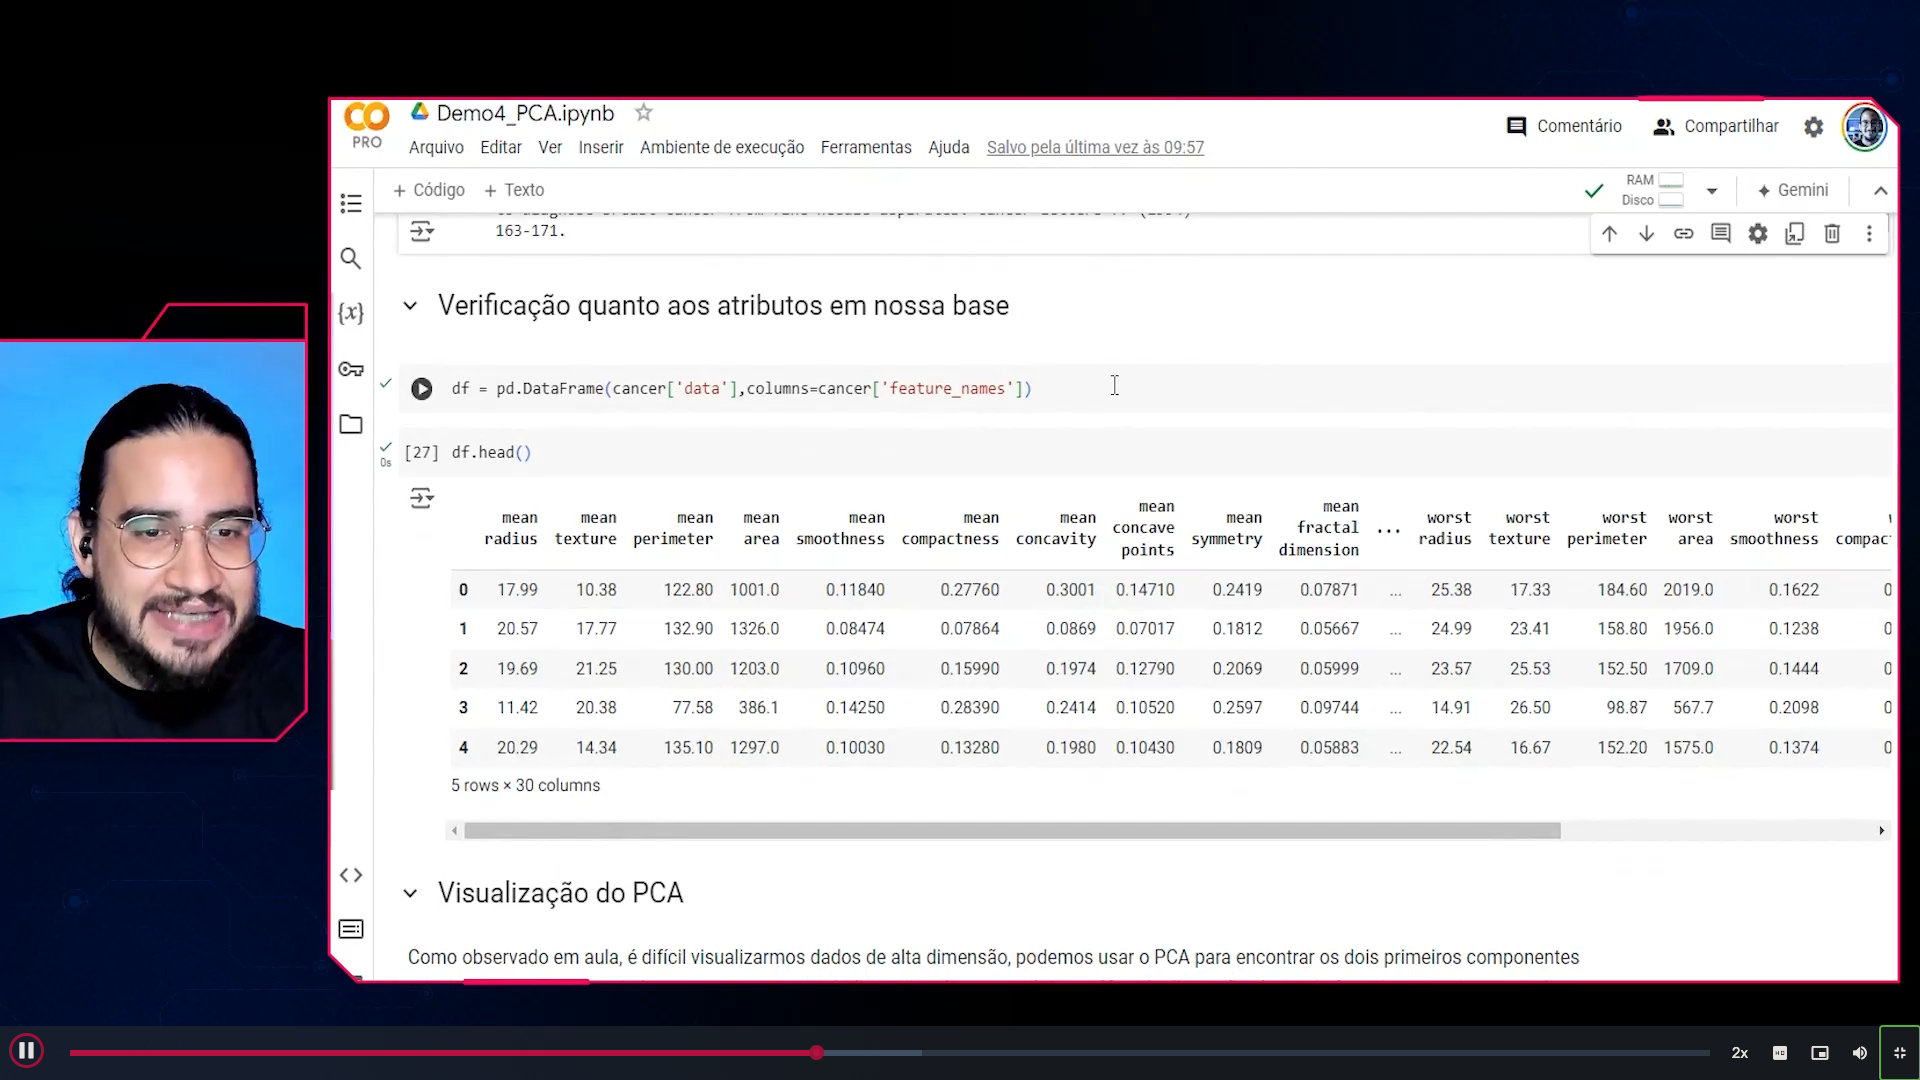 CO
PRO
Demo4_PCA.ipynb
Comentário
Compartilhar
Arquivo Editar Ver Inserir Ambiente de execução Ferramentas Ajuda Salvo pela última vez às 09:57
+ Código + Texto
RAM
Disco
Gemini
to diagnose breast cancer from fine needle aspirates. Cancer Letters 77 (1994)
163-171.
Verificação quanto aos atributos em nossa base
{x}
df = pd.DataFrame(cancer['data'],columns=cancer['feature_names'])
[27] df.head()
0s
mean radius mean texture mean perimeter mean area mean smoothness mean compactness mean concavity mean concave points mean symmetry mean fractal dimension ... worst radius worst texture worst perimeter worst area worst smoothness
0 17.99 10.38 122.80 1001.0 0.11840 0.27760 0.3001 0.14710 0.2419 0.07871 ... 25.38 17.33 184.60 2019.0 0.1622
1 20.57 17.77 132.90 1326.0 0.08474 0.07864 0.0869 0.07017 0.1812 0.05667 ... 24.99 23.41 158.80 1956.0 0.1238
2 19.69 21.25 130.00 1203.0 0.10960 0.15990 0.1974 0.12790 0.2069 0.05999 ... 23.57 25.53 152.50 1709.0 0.1444
3 11.42 20.38 77.58 386.1 0.14250 0.28390 0.2414 0.10520 0.2597 0.09744 ... 14.91 26.50 98.87 567.7 0.2098
4 20.29 14.34 135.10 1297.0 0.10030 0.13280 0.1980 0.10430 0.1809 0.05883 ... 22.54 16.67 152.20 1575.0 0.1374
5 rows × 30 columns
Visualização do PCA
Como observado em aula, é difícil visualizarmos dados de alta dimensão, podemos usar o PCA para encontrar os dois primeiros componentes
2x